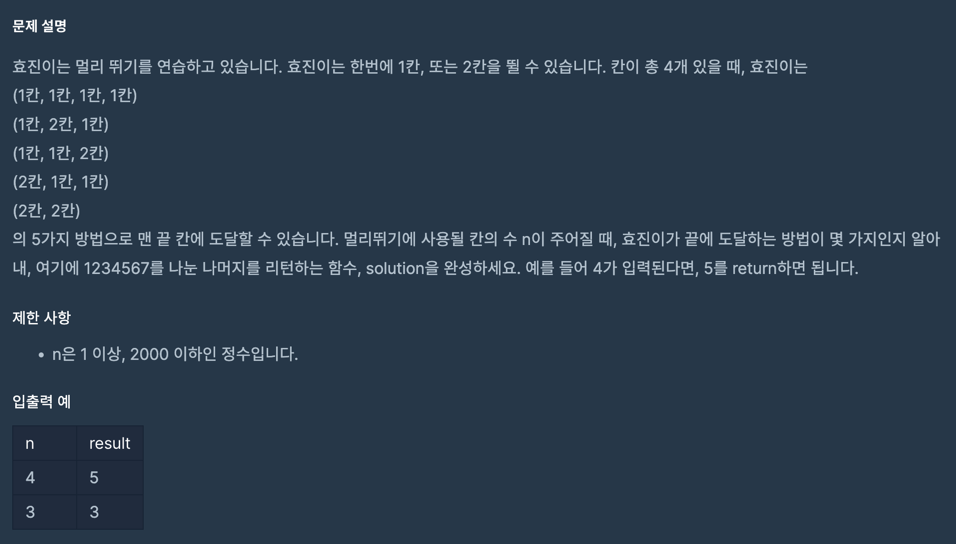 문제 설명
효진이는 멀리 뛰기를 연습하고 있습니다. 효진이는 한번에 1칸, 또는 2칸을 뛸 수 있습니다. 칸이 총 4개 있을 때, 효진이는
(1칸, 1칸, 1칸, 1칸)
(1칸, 2칸, 1칸)
(1칸, 1칸, 2칸)
(2칸, 1칸, 1칸)
(2칸, 2칸)
의 5가지 방법으로 맨 끝 칸에 도달할 수 있습니다. 멀리뛰기에 사용될 칸의 수 n이 주어질 때, 효진이가 끝에 도달하는 방법이 몇 가지인지 알아
내, 여기에 1234567를 나눈 나머지를 리턴하는 함수, solution을 완성하세요. 예를 들어 4가 입력된다면, 5를 return하면 됩니다.
제한 사항
• n은 1 이상, 2000 이하인 정수입니다.
입출력 예
n result
4 5
3 3